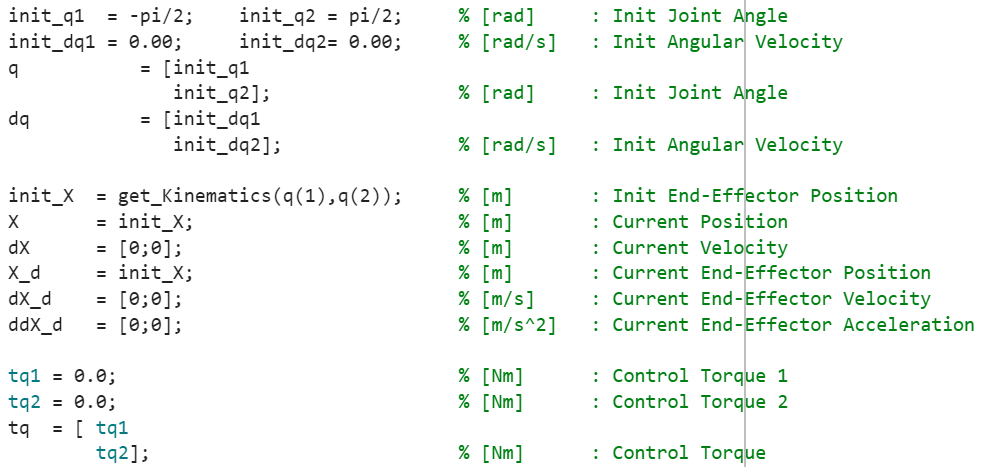 init_q1  = -pi/2;    init_q2 = pi/2;     % [rad]     : Init Joint Angle
init_dq1 = 0.00;     init_dq2= 0.00;     % [rad/s]   : Init Angular Velocity
q            = [init_q1
                init_q2];                % [rad]     : Init Joint Angle
dq           = [init_dq1
                init_dq2];               % [rad/s]   : Init Angular Velocity
init_X  = get_Kinematics(q(1),q(2));     % [m]       : Init End-Effector Position
X       = init_X;                        % [m]       : Current Position
dX      = [0;0];                         % [m]       : Current Velocity
X_d     = init_X;                        % [m]       : Current End-Effector Position
dX_d    = [0;0];                         % [m/s]     : Current End-Effector Velocity
ddX_d   = [0;0];                         % [m/s^2]   : Current End-Effector Acceleration
tq1 = 0.0;                               % [Nm]      : Control Torque 1
tq2 = 0.0;                               % [Nm]      : Control Torque 2
tq  = [ tq1
        tq2];                            % [Nm]      : Control Torque